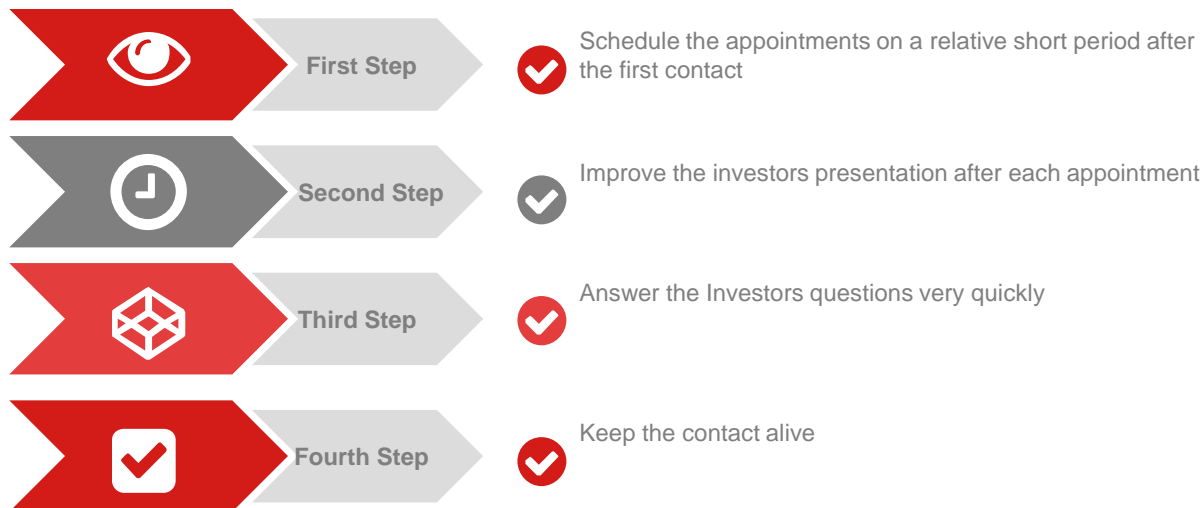 First Step
Schedule the appointments on a relative short period after
the first contact
Second Step
Improve the investors presentation after each appointment
Third Step
Answer the Investors questions very quickly
Fourth Step
Keep the contact alive